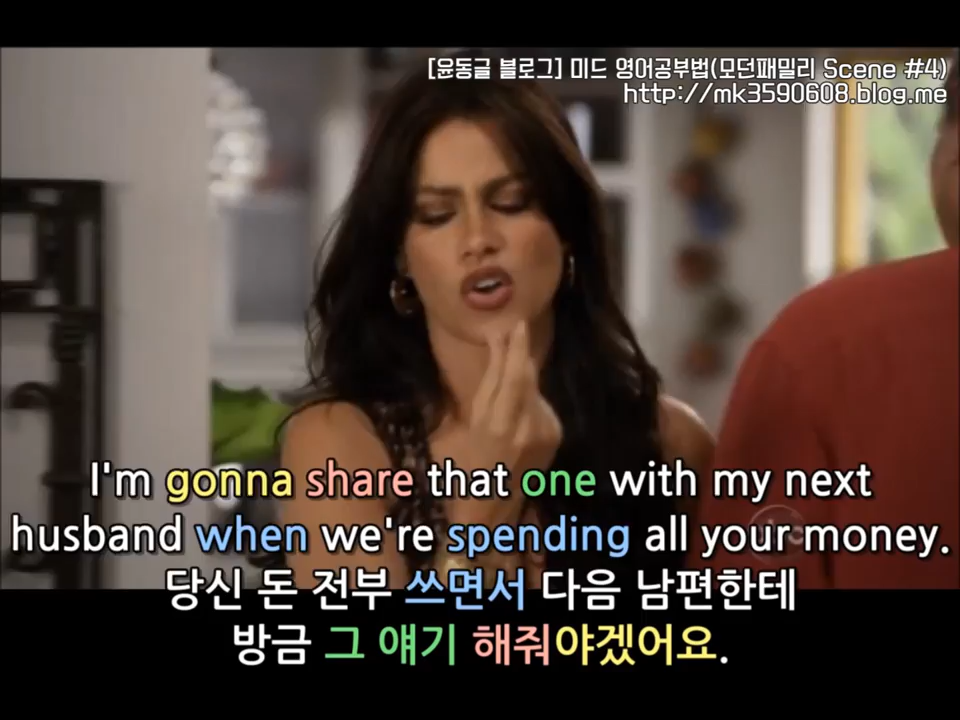 [윤동글 블로그] 미드 영어공부법(모던패밀리 Scene #4)
http://mk3590608.blog.me
I'm gonna share that one with my next
husband when we're spending all your money.
당신 돈 전부 쓰면서 다음 남편한테
방금 그 얘기 해줘야겠어요.